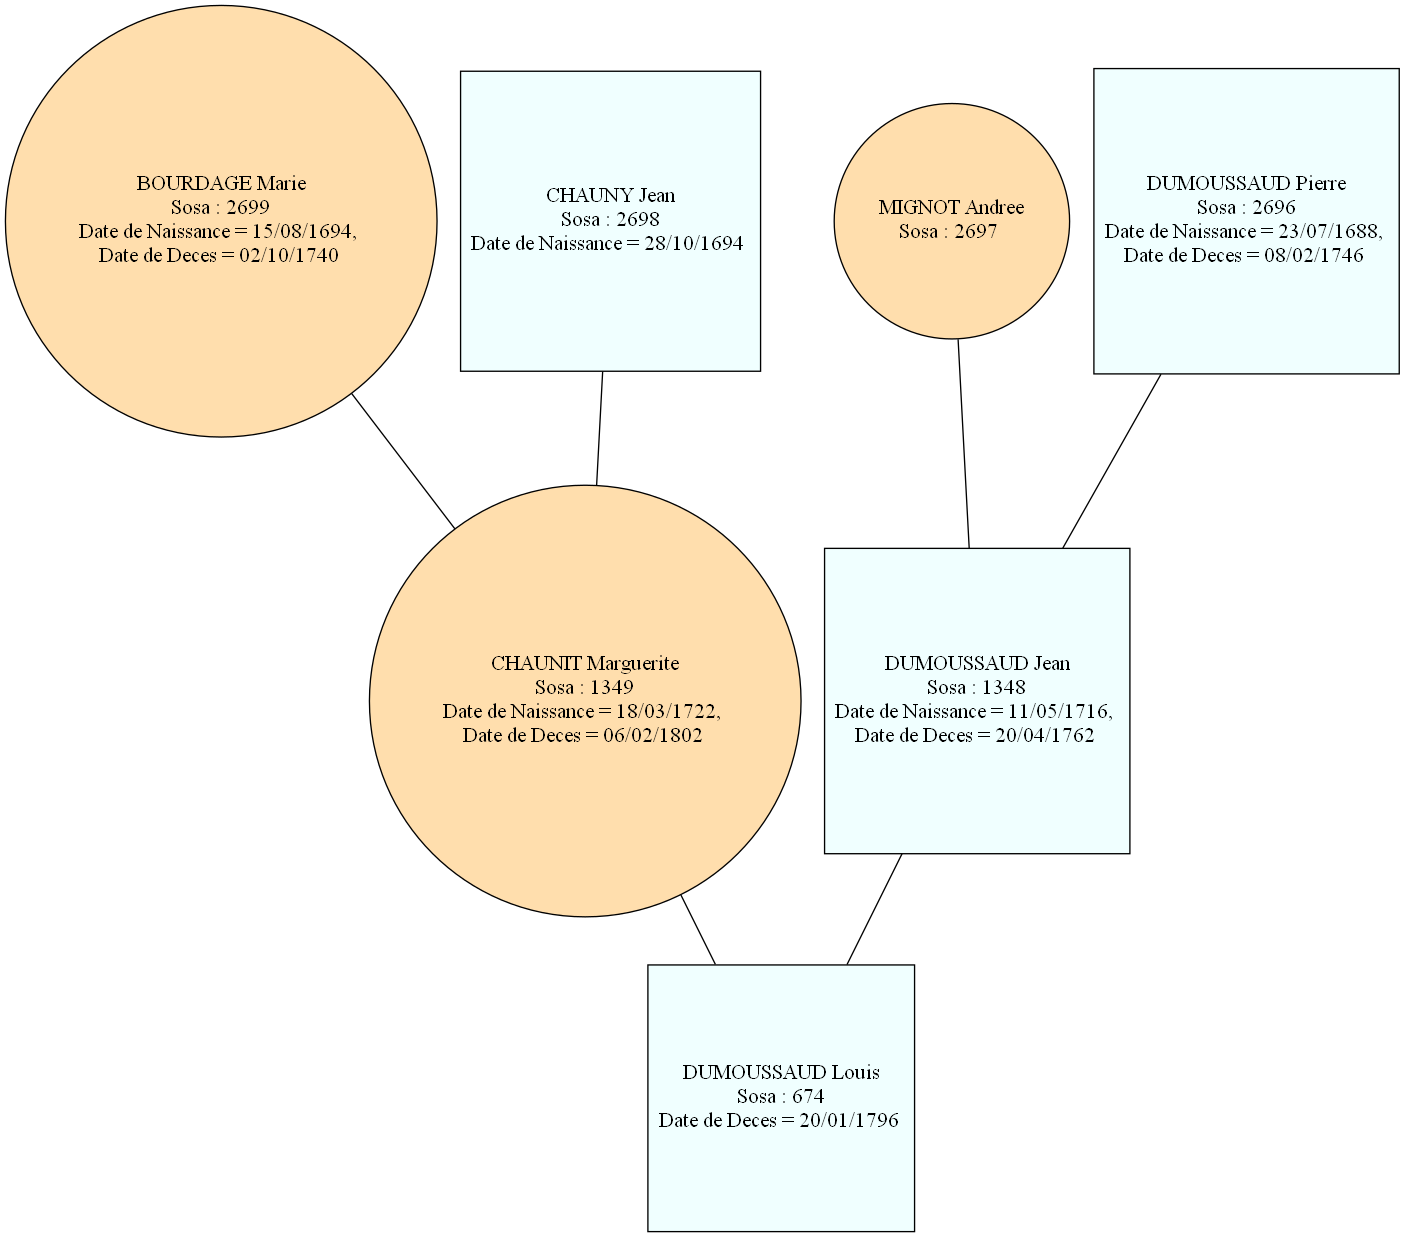 BOURDAGE Marie
Sosa : 2699
Date de Naissance = 15/08/1694,
Date de Deces = 02/10/1740
CHAUNY Jean
Sosa : 2698
Date de Naissance = 28/10/1694
MIGNOT Andree
Sosa : 2697
DUMOUSSAUD Pierre
Sosa : 2696
Date de Naissance = 23/07/1688,
Date de Deces = 08/02/1746
CHAUNIT Marguerite
Sosa : 1349
Date de Naissance = 18/03/1722,
Date de Deces = 06/02/1802
DUMOUSSAUD Jean
Sosa : 1348
Date de Naissance = 11/05/1716,
Date de Deces = 20/04/1762
DUMOUSSAUD Louis
Sosa : 674
Date de Deces = 20/01/1796